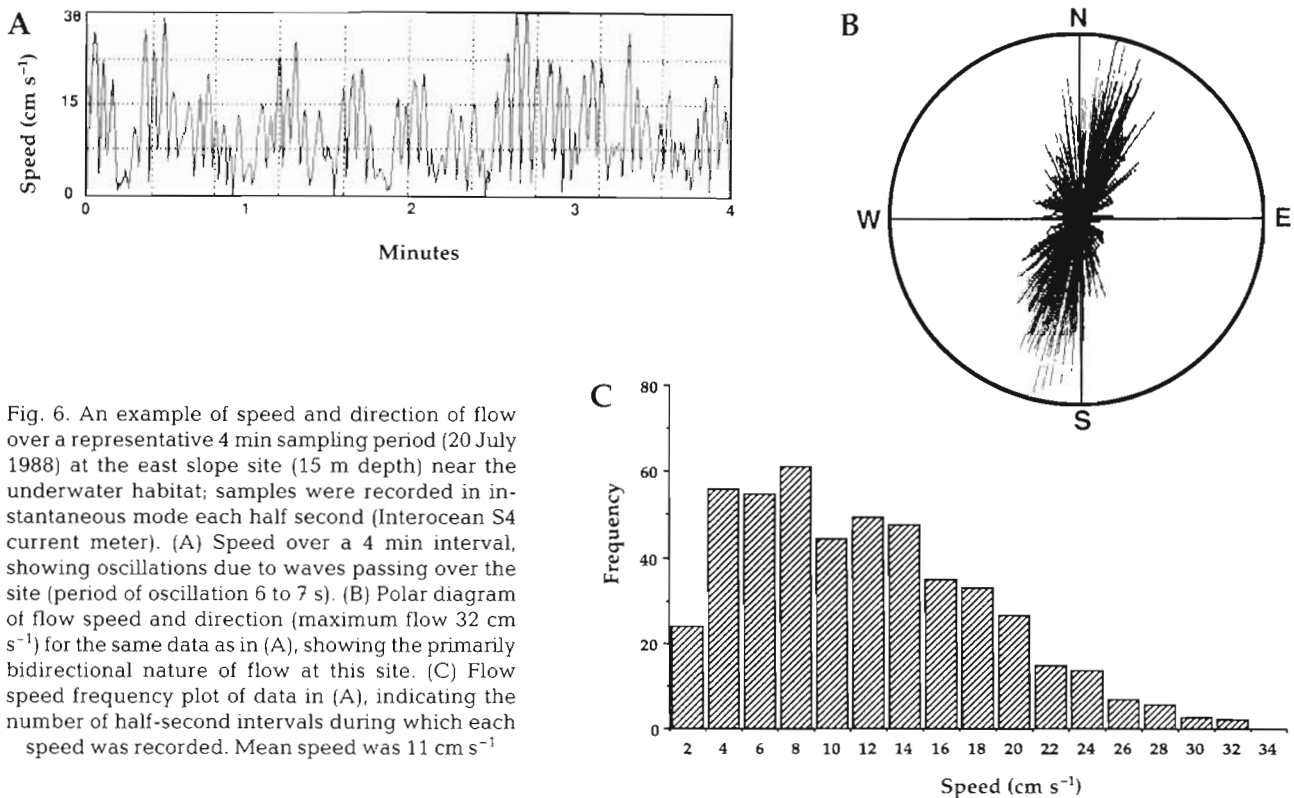 A
Speed (cm s⁻¹)
30
15
0
0 1 2 3 4
Minutes
B
N
W E
S
Fig. 6. An example of speed and direction of flow
over a representative 4 min sampling period (20 July
1988) at the east slope site (15 m depth) near the
underwater habitat; samples were recorded in in-
stantaneous mode each half second (Interocean S4
current meter). (A) Speed over a 4 min interval,
showing oscillations due to waves passing over the
site (period of oscillation 6 to 7 s). (B) Polar diagram
of flow speed and direction (maximum flow 32 cm
s⁻¹) for the same data as in (A), showing the primarily
bidirectional nature of flow at this site. (C) Flow
speed frequency plot of data in (A), indicating the
number of half-second intervals during which each
speed was recorded. Mean speed was 11 cm s⁻¹
C
Frequency
80
60
40
20
0
2 4 6 8 10 12 14 16 18 20 22 24 26 28 30 32 34
Speed (cm s⁻¹)